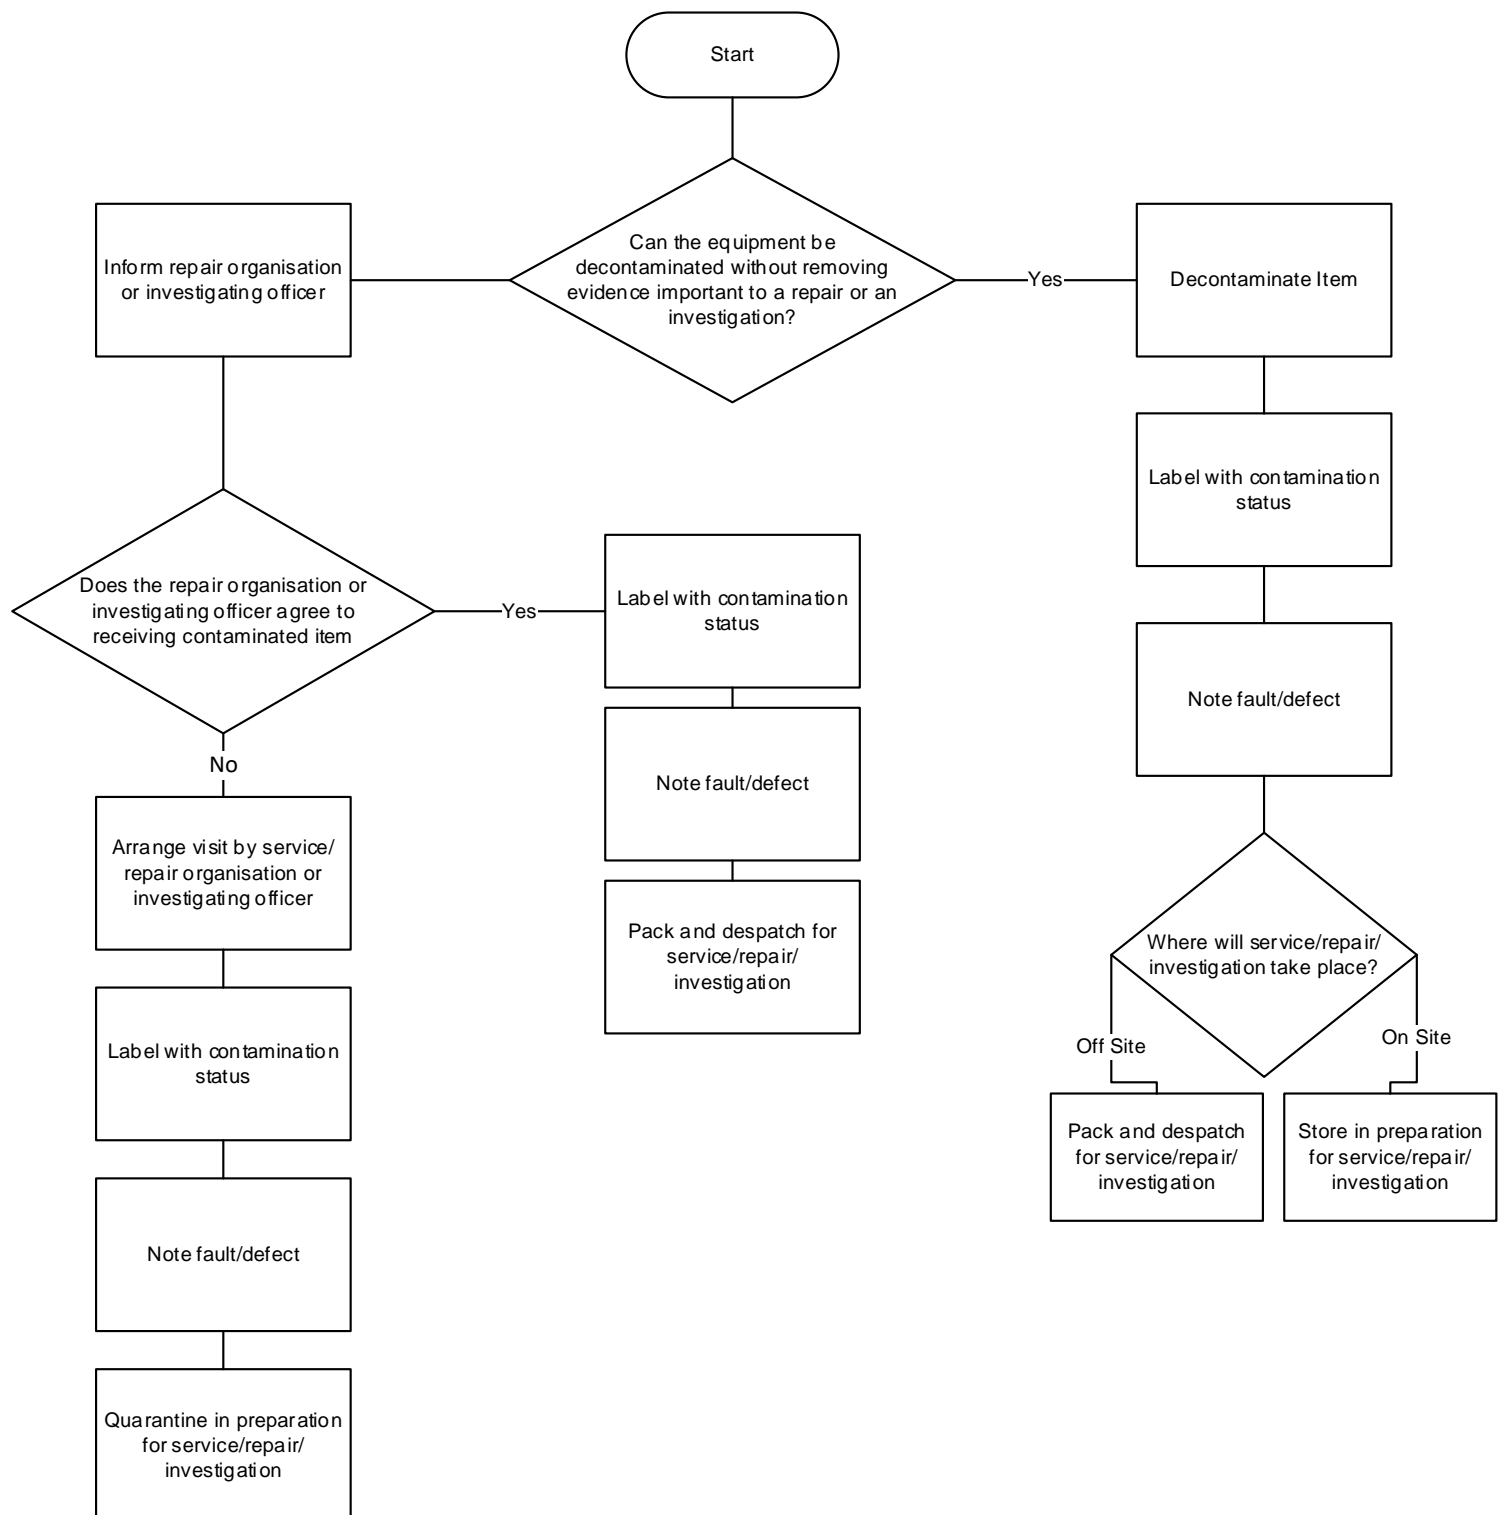 Start
Can the equipment be
decontaminated without removing
evidence important to a repair or an
investigation?
Inform repair organisation
or investigating officer
Yes
Decontaminate Item
Label with contamination
status
Note fault/defect
Where will service/repair/
investigation take place?
Off Site
On Site
Pack and despatch
for service/repair/
investigation
Store in preparation
for service/repair/
investigation
Does the repair organisation or
investigating officer agree to
receiving contaminated item
Yes
Label with contamination
status
Note fault/defect
Pack and despatch for
service/repair/
investigation
No
Arrange visit by service/
repair organisation or
investigating officer
Label with contamination
status
Note fault/defect
Quarantine in preparation
for service/repair/
investigation